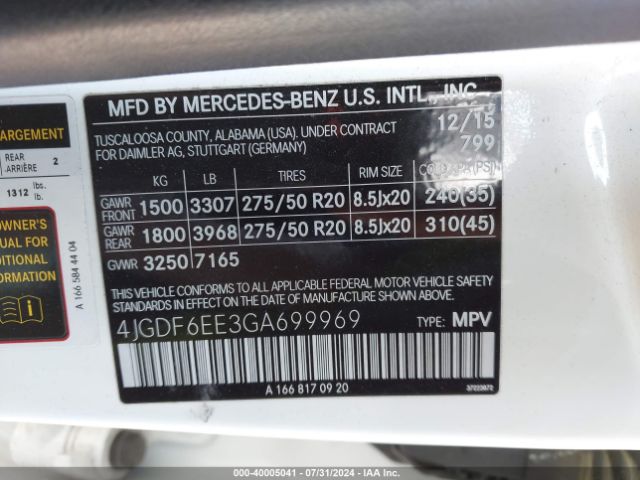 ARGEMENT
REAR 2
ARRIÈRE
1312 lbs.
lb.
OWNER'S
UAL FOR
DITIONAL
ORMATION
A 166 584 44 04
MFD BY MERCEDES-BENZ U.S. INTL., INC.
TUSCALOOSA COUNTY, ALABAMA (USA). UNDER CONTRACT
FOR DAIMLER AG, STUTTGART (GERMANY)
12/15
799
KG LB TIRES RIM SIZE COLD (PSI)
GAWR FRONT 1500 3307 275/50 R20 8.5Jx20 240(35)
GAWR REAR 1800 3968 275/50 R20 8.5Jx20 310(45)
GVWR 3250 7165
THIS VEHICLE CONFORMS TO ALL APPLICABLE FEDERAL MOTOR VEHICLE SAFETY
STANDARDS IN EFFECT ON THE DATE OF MANUFACTURE SHOWN ABOVE.
4JGDF6EE3GA699969 TYPE: MPV
A 166 817 09 20
37223872
000-40005041 - 07/31/2024 - IAA Inc.